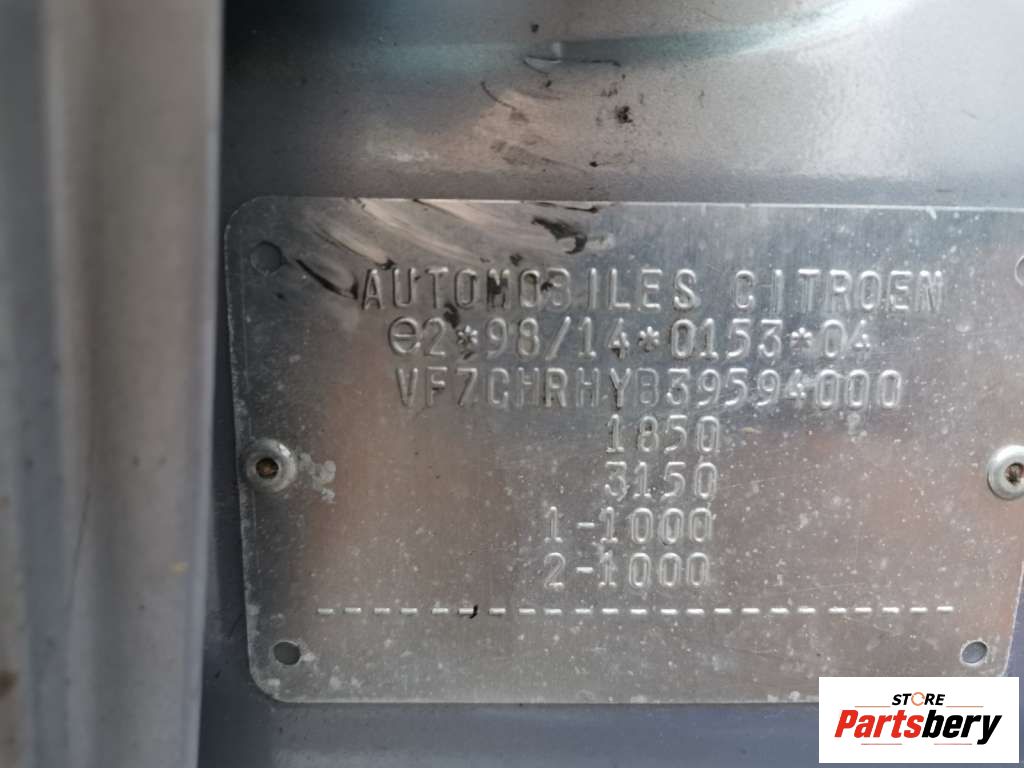 AUTOMOBILES CITROEN
e2*98/14*0153*04
VF7CHRHYB39594000
1850
3150
1-1000
2-1000
-----------------------
STORE
Partsbery